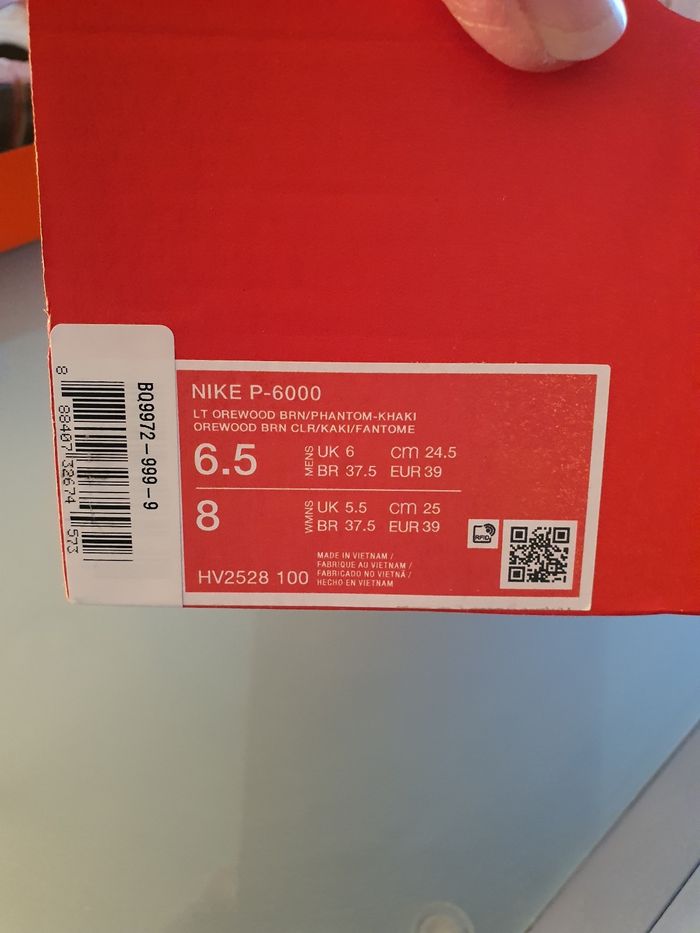 8 88407 32674 573
BQ9972-999-9
NIKE P-6000
LT OREWOOD BRN/PHANTOM-KHAKI
OREWOOD BRN CLR/KAKI/FANTOME
6.5 MENS UK 6 cm 24.5
BR 37.5 EUR 39
8 WMNS UK 5.5 cm 25
BR 37.5 EUR 39
RFID
HV2528 100
MADE IN VIETNAM /
FABRIQUE AU VIETNAM /
FABRICADO NO VIETNÃ /
HECHO EN VIETNAM